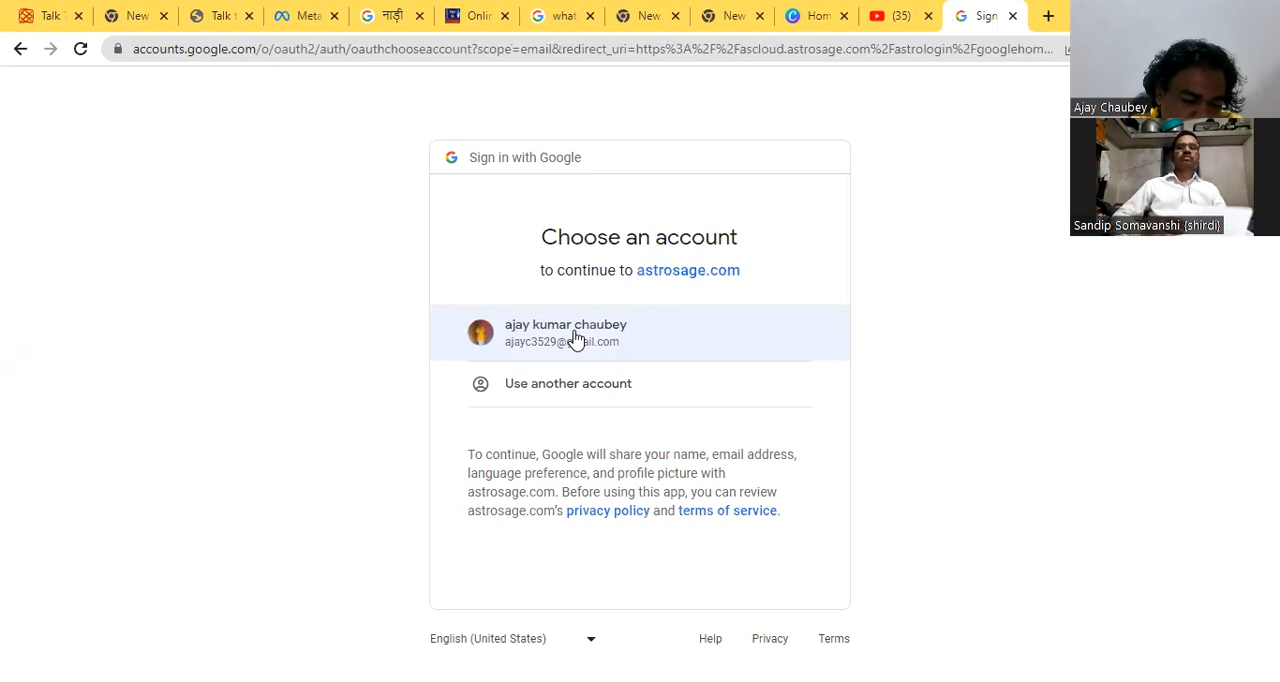 Talk T
New
Talk t
Meta
नाड़ी
Onlin
what
New
New
Hom
(35)
Sign
accounts.google.com/o/oauth2/auth/oauthchooseaccount?scope=email&redirect_uri=https%3A%2F%2Fascloud.astrosage.com%2Fastrologin%2Fgooglehom...
Ajay Chaubey
Sandip Somavanshi {shirdi}
Sign in with Google
Choose an account
to continue to astrosage.com
ajay kumar chaubey
ajayc3529@gmail.com
Use another account
To continue, Google will share your name, email address,
language preference, and profile picture with
astrosage.com. Before using this app, you can review
astrosage.com's privacy policy and terms of service.
English (United States)
Help Privacy Terms